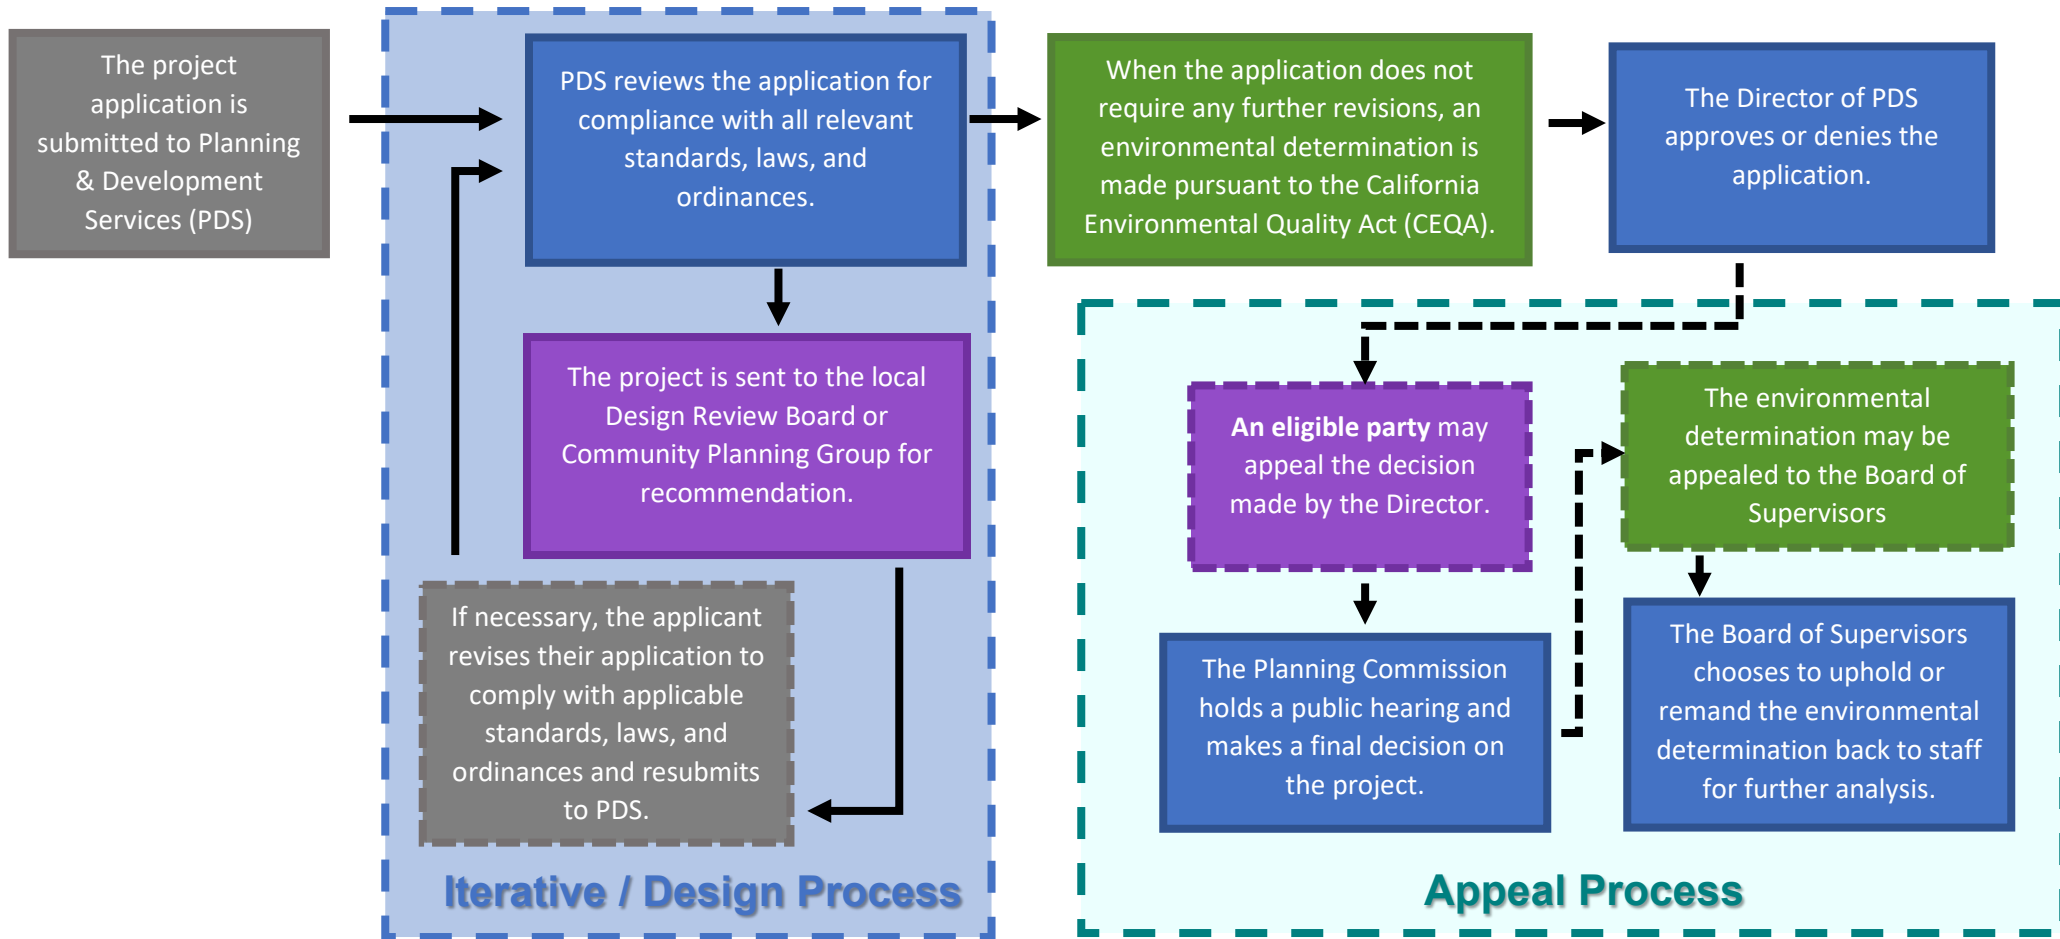 The project
application is
submitted to Planning
& Development
Services (PDS)
PDS reviews the application for
compliance with all relevant
standards, laws, and
ordinances.
The project is sent to the local
Design Review Board or
Community Planning Group for
recommendation.
If necessary, the applicant
revises their application to
comply with applicable
standards, laws, and
ordinances and resubmits
to PDS.
Iterative / Design Process
When the application does not
require any further revisions, an
environmental determination is
made pursuant to the California
Environmental Quality Act (CEQA).
The Director of PDS
approves or denies the
application.
An eligible party may
appeal the decision
made by the Director.
The Planning Commission
holds a public hearing and
makes a final decision on
the project.
The environmental
determination may be
appealed to the Board of
Supervisors
The Board of Supervisors
chooses to uphold or
remand the environmental
determination back to staff
for further analysis.
Appeal Process